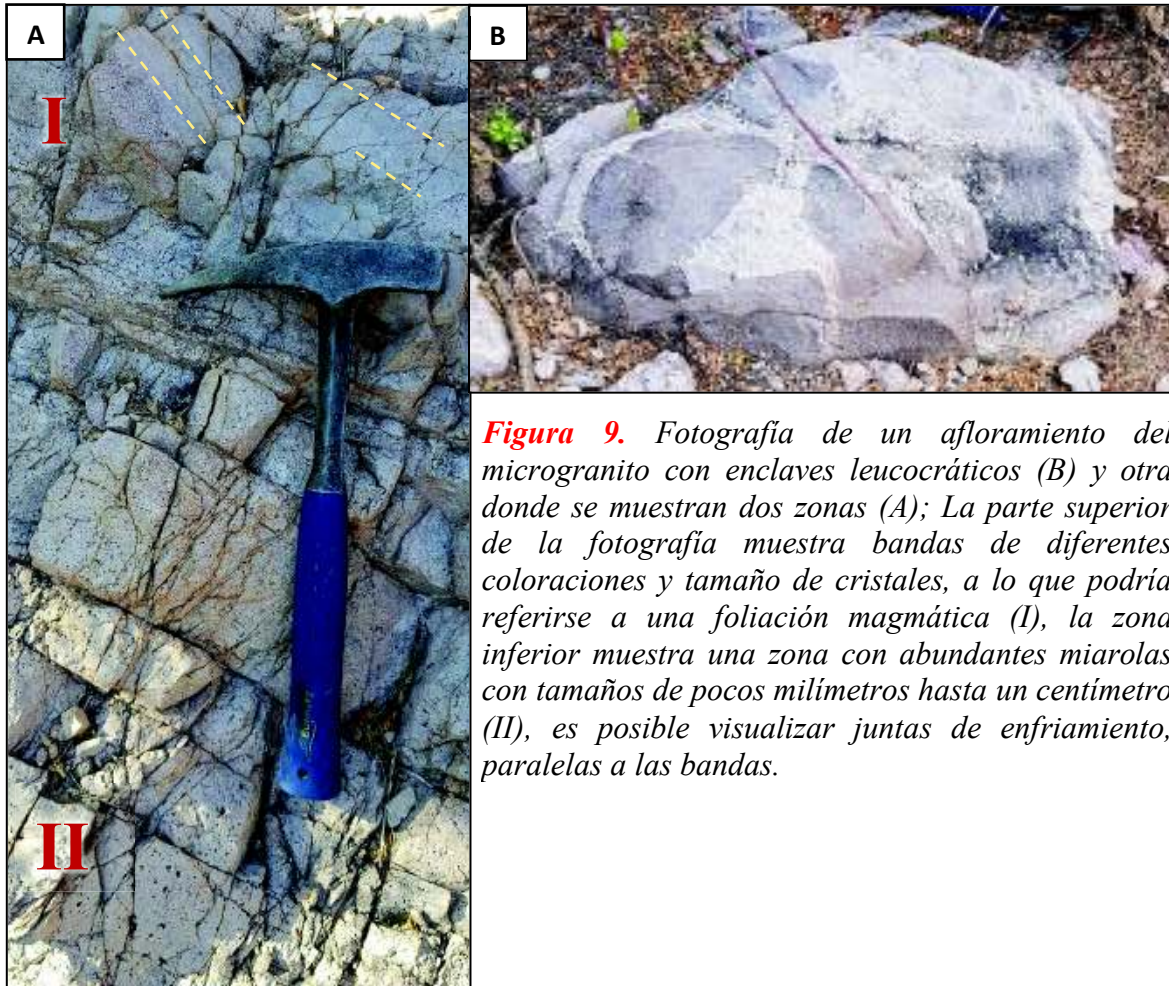 A
I
II
B
Figura 9. Fotografía de un afloramiento del
microgranito con enclaves leucocráticos (B) y otra
donde se muestran dos zonas (A); La parte superior
de la fotografía muestra bandas de diferentes
coloraciones y tamaño de cristales, a lo que podría
referirse a una foliación magmática (I), la zona
inferior muestra una zona con abundantes miarolas
con tamaños de pocos milímetros hasta un centímetro
(II), es posible visualizar juntas de enfriamiento,
paralelas a las bandas.